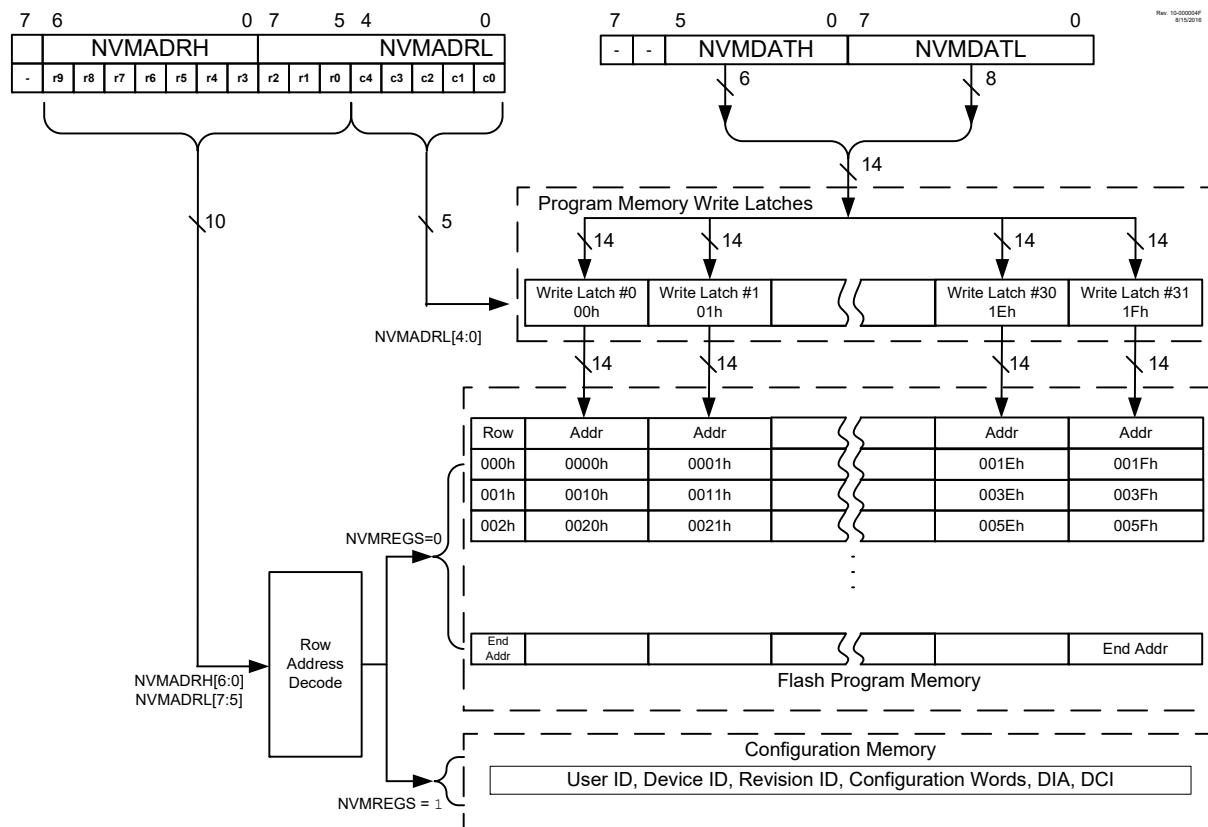 7 6 0 7 5 4 0
7 5 0 7 0
Rev. 10-000004F
8/15/2016
NVMADRH NVMADRL
- - NVMDATH NVMDATL
- r9 r8 r7 r6 r5 r4 r3 r2 r1 r0 c4 c3 c2 c1 c0
6 8
14
10 5
Program Memory Write Latches
14 14 14 14
Write Latch #0
00h
Write Latch #1
01h
Write Latch #30
1Eh
Write Latch #31
1Fh
NVMADRL[4:0]
14 14 14 14
Row Addr Addr Addr Addr
000h 0000h 0001h 001Eh 001Fh
001h 0010h 0011h 003Eh 003Fh
002h 0020h 0021h 005Eh 005Fh
NVMREGS=0
Row
Address
Decode
End
Addr
End Addr
NVMADRH[6:0]
NVMADRL[7:5]
Flash Program Memory
Configuration Memory
User ID, Device ID, Revision ID, Configuration Words, DIA, DCI
NVMREGS = 1